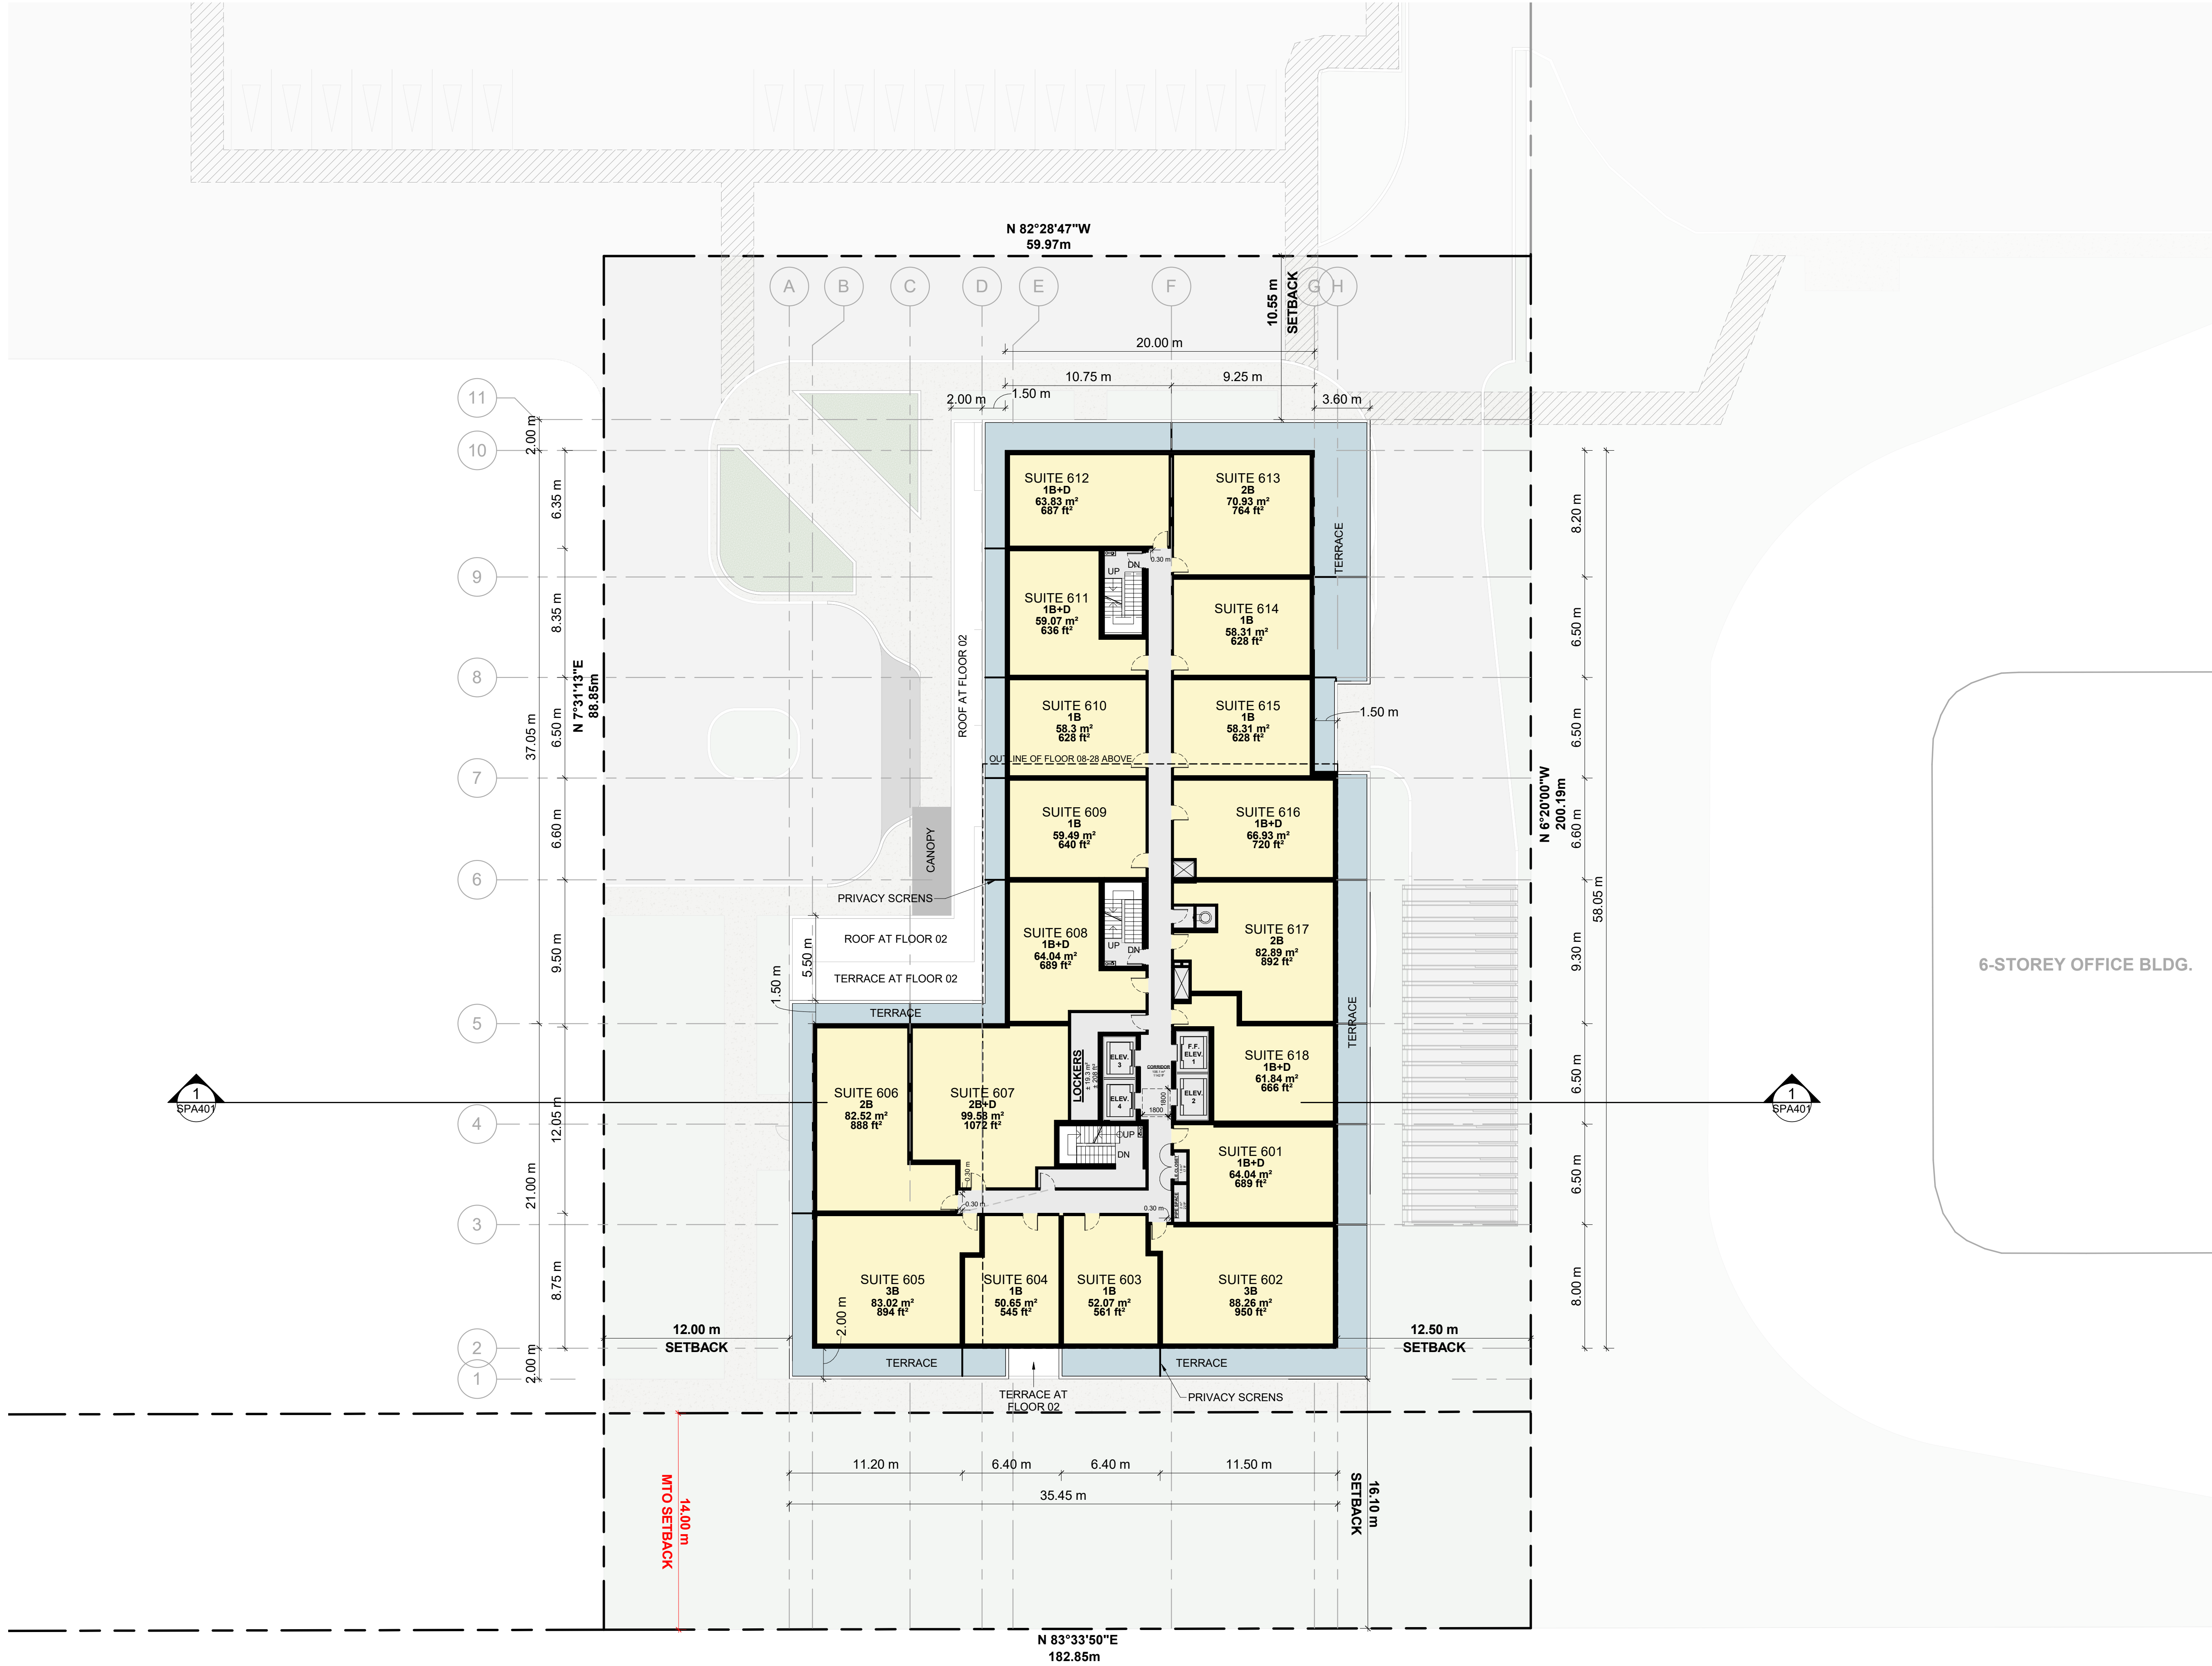 N 82°28'47"W
59.97m
A
B
C
D
E
F
G
H
10.55 m
SETBACK
20.00 m
10.75 m
9.25 m
2.00 m
1.50 m
3.60 m
11
10
9
8
7
6
5
4
3
2
1
2.00 m
6.35 m
8.35 m
6.50 m
6.60 m
9.50 m
12.05 m
8.75 m
37.05 m
21.00 m
2.00 m
N 7°31'13"E
88.85m
SUITE 612
1B+D
63.83 m²
687 ft²
SUITE 613
2B
70.93 m²
764 ft²
TERRACE
0.30 m
UP
DN
SUITE 611
1B+D
59.07 m²
636 ft²
SUITE 614
1B
58.31 m²
628 ft²
ROOF AT FLOOR 02
SUITE 610
1B
58.3 m²
628 ft²
SUITE 615
1B
58.31 m²
628 ft²
1.50 m
OUTLINE OF FLOOR 08-28 ABOVE
SUITE 609
1B
59.49 m²
640 ft²
SUITE 616
1B+D
66.93 m²
720 ft²
CANOPY
PRIVACY SCRENS
ROOF AT FLOOR 02
TERRACE AT FLOOR 02
5.50 m
1.50 m
TERRACE
SUITE 608
1B+D
64.04 m²
689 ft²
UP
DN
SUITE 617
2B
82.89 m²
892 ft²
TERRACE
SUITE 606
2B
82.52 m²
888 ft²
SUITE 607
2B+D
99.58 m²
1072 ft²
LOCKERS
± 19.3 m²
± 208 ft²
ELEV.
3
ELEV.
4
CORRIDOR
F.F.
ELEV.
1
ELEV.
2
1800
1800
SUITE 618
1B+D
61.84 m²
666 ft²
UP
DN
SUITE 601
1B+D
64.04 m²
689 ft²
0.30 m
0.30 m
0.30 m
SUITE 605
3B
83.02 m²
894 ft²
SUITE 604
1B
50.65 m²
545 ft²
SUITE 603
1B
52.07 m²
561 ft²
SUITE 602
3B
88.26 m²
950 ft²
2.00 m
TERRACE
TERRACE
TERRACE AT
FLOOR 02
PRIVACY SCRENS
12.00 m
SETBACK
12.50 m
SETBACK
8.20 m
6.50 m
6.50 m
6.60 m
9.30 m
6.50 m
6.50 m
8.00 m
58.05 m
N 6°20'00"W
200.19m
6-STOREY OFFICE BLDG.
1
SPA401
1
SPA401
11.20 m
6.40 m
6.40 m
11.50 m
35.45 m
14.00 m
MTO SETBACK
16.10 m
SETBACK
N 83°33'50"E
182.85m